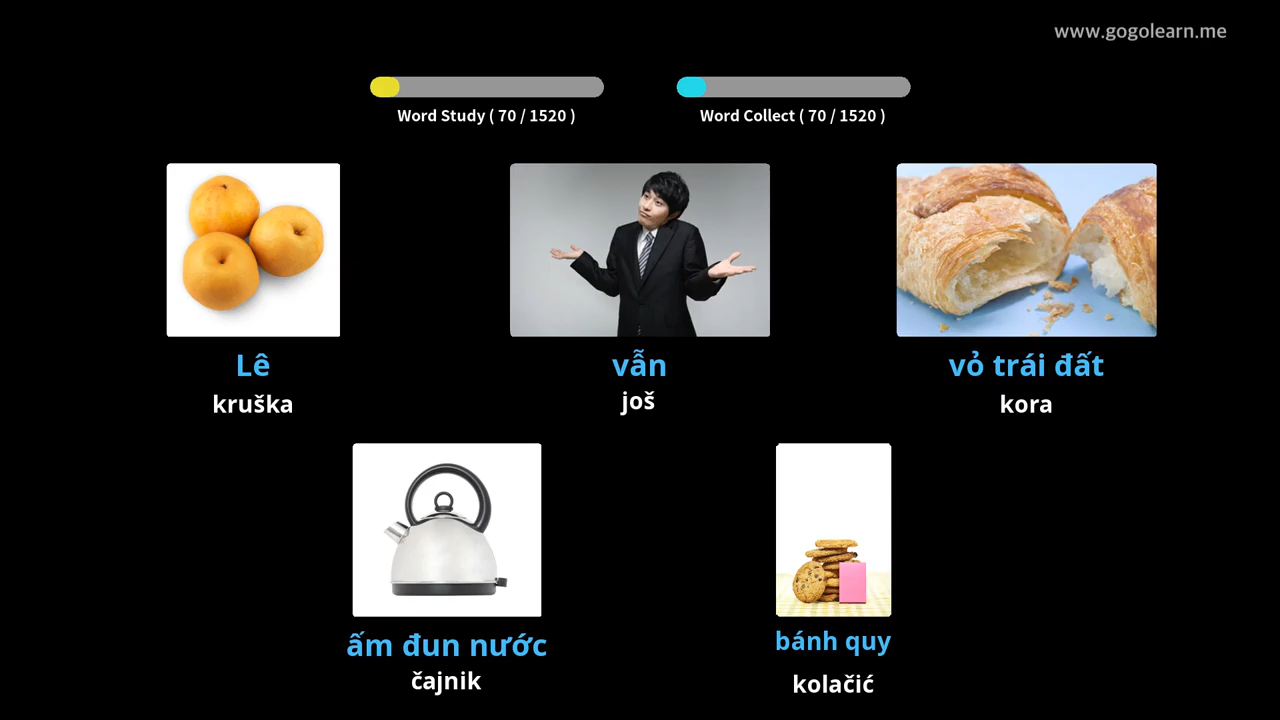 www.gogolearn.me
Word Study ( 70 / 1520 )
Word Collect ( 70 / 1520 )
Lê
kruška
vẫn
još
vỏ trái đất
kora
ấm đun nước
čajnik
bánh quy
kolačić